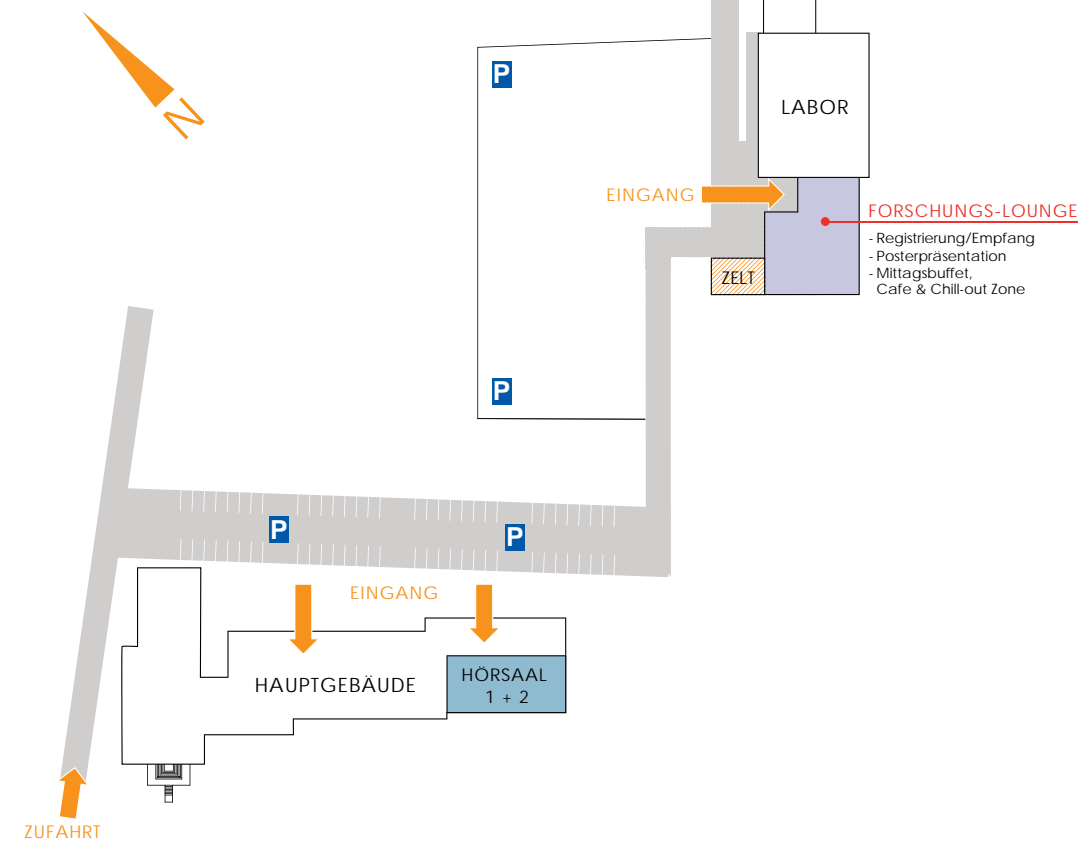 P
LABOR
N
EINGANG
FORSCHUNGS-LOUNGE
- Registrierung/Empfang
- Posterpräsentation
- Mittagsbuffet,
Cafe & Chill-out Zone
ZELT
P
P
P
EINGANG
HAUPTGEBÄUDE
HÖRSAAL
1 + 2
ZUFAHRT